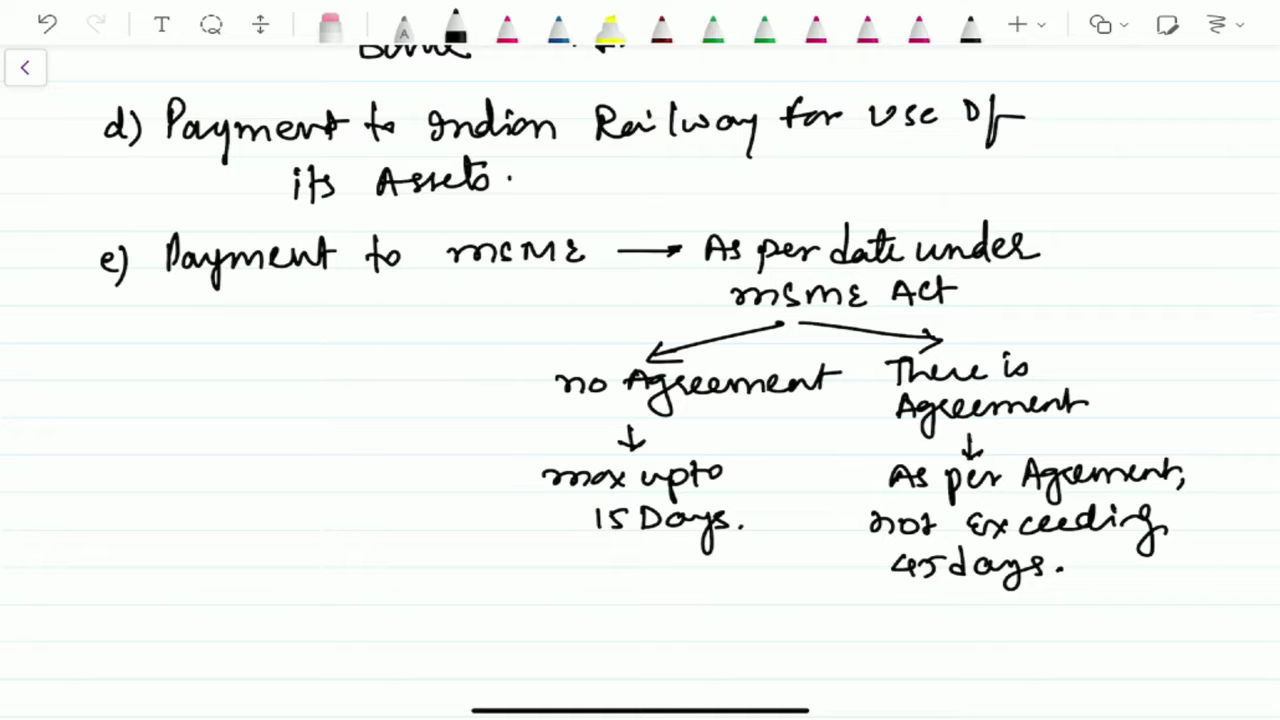 d) Payment to Indian Railway for use of
its Assets.
e) Payment to MSME → As per date under
MSME Act
no Agreement
There is
Agreement
↓
↓
max upto
15 Days.
As per Agreement,
not exceeding
45 days.